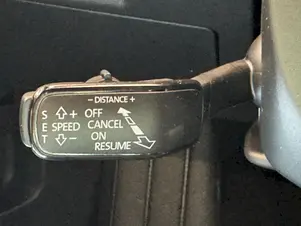 – DISTANCE +
S + OFF
E SPEED CANCEL
T – ON
RESUME